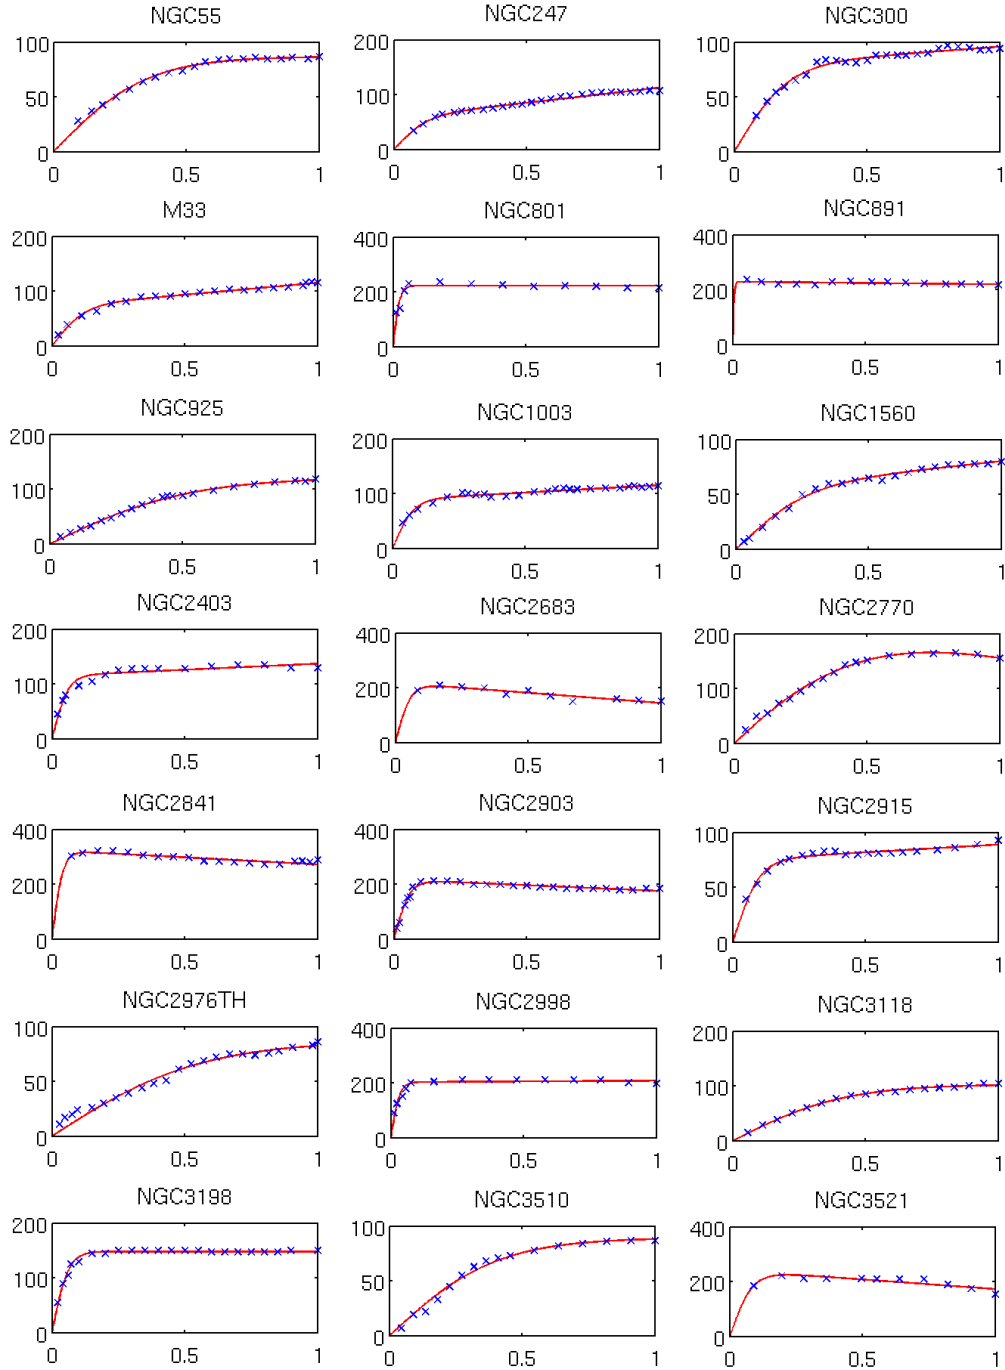 NGC55 NGC247 NGC300
100 200 100
50 100 50
0 0 0
0 0.5 1 0 0.5 1 0 0.5 1
M33 NGC801 NGC891
200 400 400
100 200 200
0 0 0
0 0.5 1 0 0.5 1 0 0.5 1
NGC925 NGC1003 NGC1560
200 200 100
100 100 50
0 0 0
0 0.5 1 0 0.5 1 0 0.5 1
NGC2403 NGC2683 NGC2770
200 400 200
100 200 100
0 0 0
0 0.5 1 0 0.5 1 0 0.5 1
NGC2841 NGC2903 NGC2915
400 400 100
200 200 50
0 0 0
0 0.5 1 0 0.5 1 0 0.5 1
NGC2976TH NGC2998 NGC3118
100 400 200
50 200 100
0 0 0
0 0.5 1 0 0.5 1 0 0.5 1
NGC3198 NGC3510 NGC3521
200 100 400
100 50 200
0 0 0
0 0.5 1 0 0.5 1 0 0.5 1